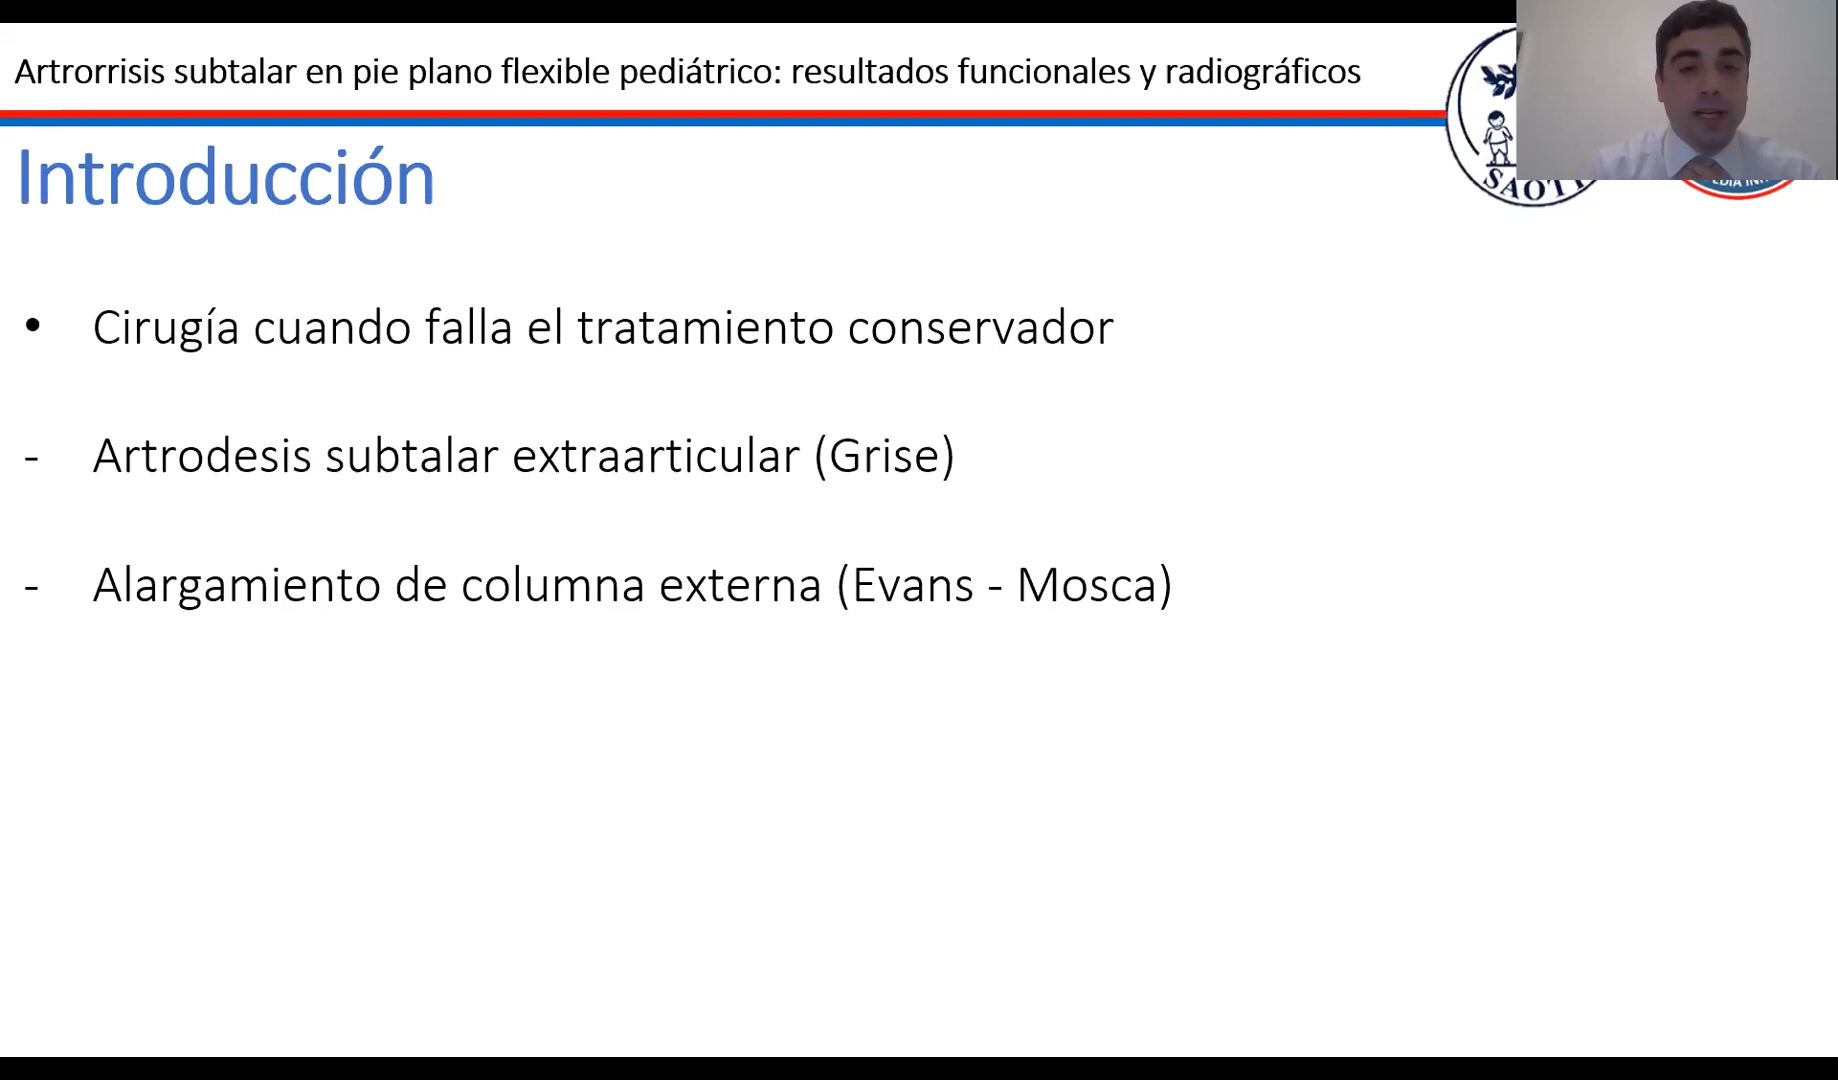 Artrorrisis subtalar en pie plano flexible pediátrico: resultados funcionales y radiográficos
Introducción
• Cirugía cuando falla el tratamiento conservador
- Artrodesis subtalar extraarticular (Grise)
- Alargamiento de columna externa (Evans - Mosca)